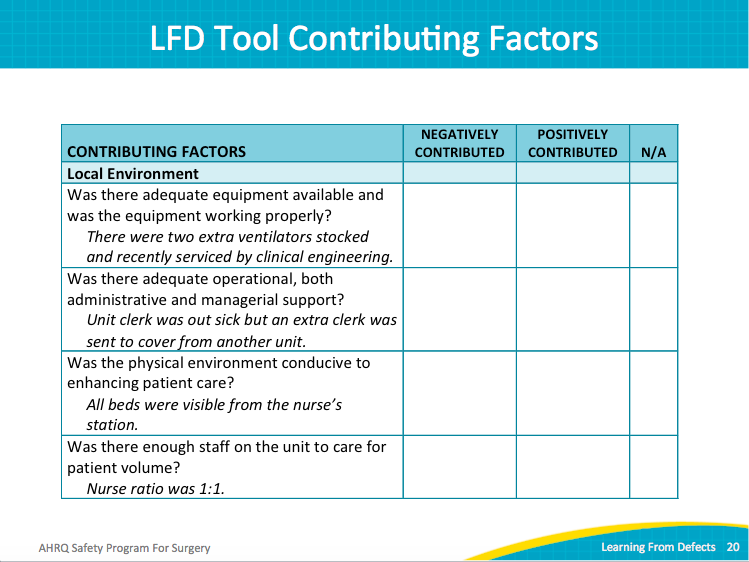 LFD Tool Contributing Factors
CONTRIBUTING FACTORS
NEGATIVELY
CONTRIBUTED
POSITIVELY
CONTRIBUTED
N/A
Local Environment
Was there adequate equipment available and
was the equipment working properly?
There were two extra ventilators stocked
and recently serviced by clinical engineering.
Was there adequate operational, both
administrative and managerial support?
Unit clerk was out sick but an extra clerk was
sent to cover from another unit.
Was the physical environment conducive to
enhancing patient care?
All beds were visible from the nurse’s
station.
Was there enough staff on the unit to care for
patient volume?
Nurse ratio was 1:1.
AHRQ Safety Program For Surgery
Learning From Defects 20